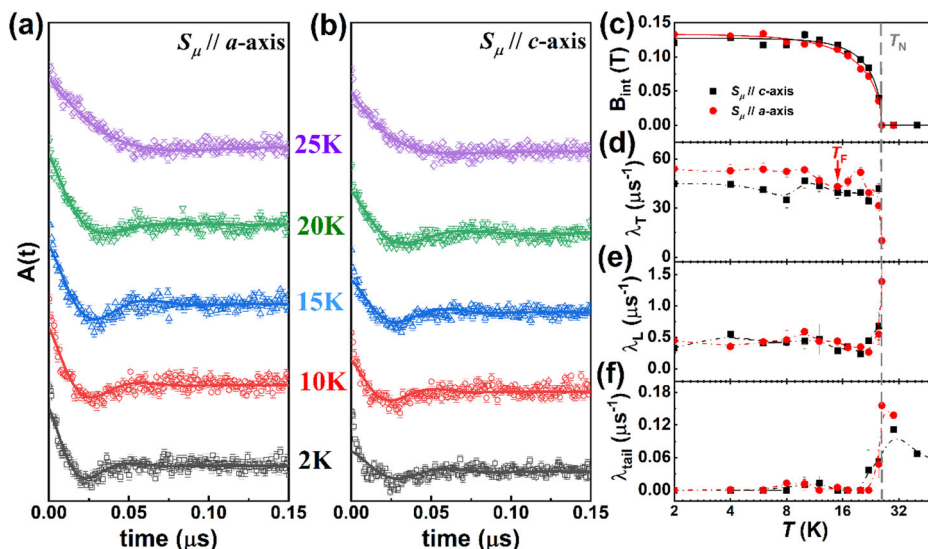 (a)
S_μ // a-axis
25K
20K
15K
10K
2K
A(t)
0.00 0.05 0.10 0.15
time (μs)
(b)
S_μ // c-axis
0.00 0.05 0.10 0.15
time (μs)
(c)
0.15
0.10
0.05
0.00
B_int (T)
T_N
S_μ // c-axis
S_μ // a-axis
(d)
60
30
0
λ_T (μs⁻¹)
T_F
(e)
1.5
1.0
0.5
0.0
λ_L (μs⁻¹)
(f)
0.18
0.12
0.06
0.00
λ_tail (μs⁻¹)
2 4 8 16 32
T (K)